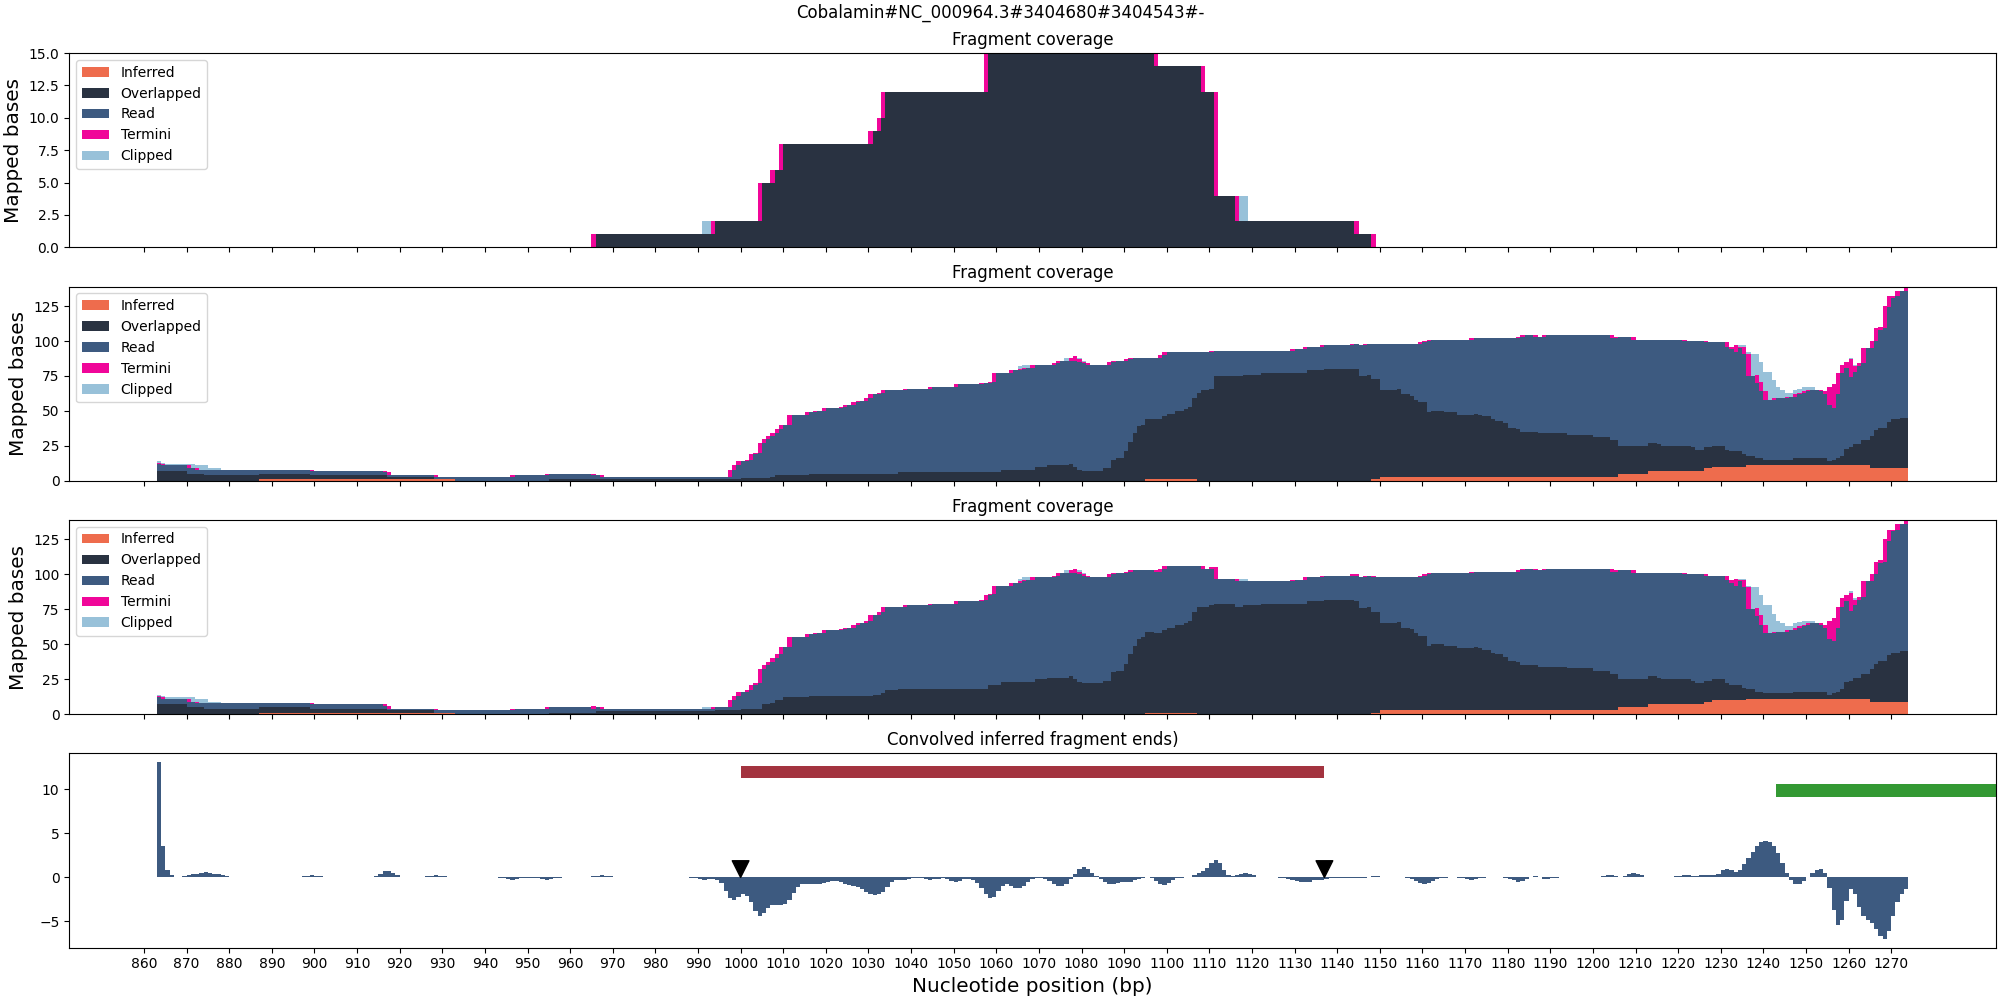 Cobalamin#NC_000964.3#3404680#3404543#-
Fragment coverage
Mapped bases
15.0
12.5
10.0
7.5
5.0
2.5
0.0
Inferred
Overlapped
Read
Termini
Clipped
Fragment coverage
Mapped bases
125
100
75
50
25
0
Inferred
Overlapped
Read
Termini
Clipped
Fragment coverage
Mapped bases
125
100
75
50
25
0
Inferred
Overlapped
Read
Termini
Clipped
Convolved inferred fragment ends)
10
5
0
−5
860 870 880 890 900 910 920 930 940 950 960 970 980 990 1000 1010 1020 1030 1040 1050 1060 1070 1080 1090 1100 1110 1120 1130 1140 1150 1160 1170 1180 1190 1200 1210 1220 1230 1240 1250 1260 1270
Nucleotide position (bp)